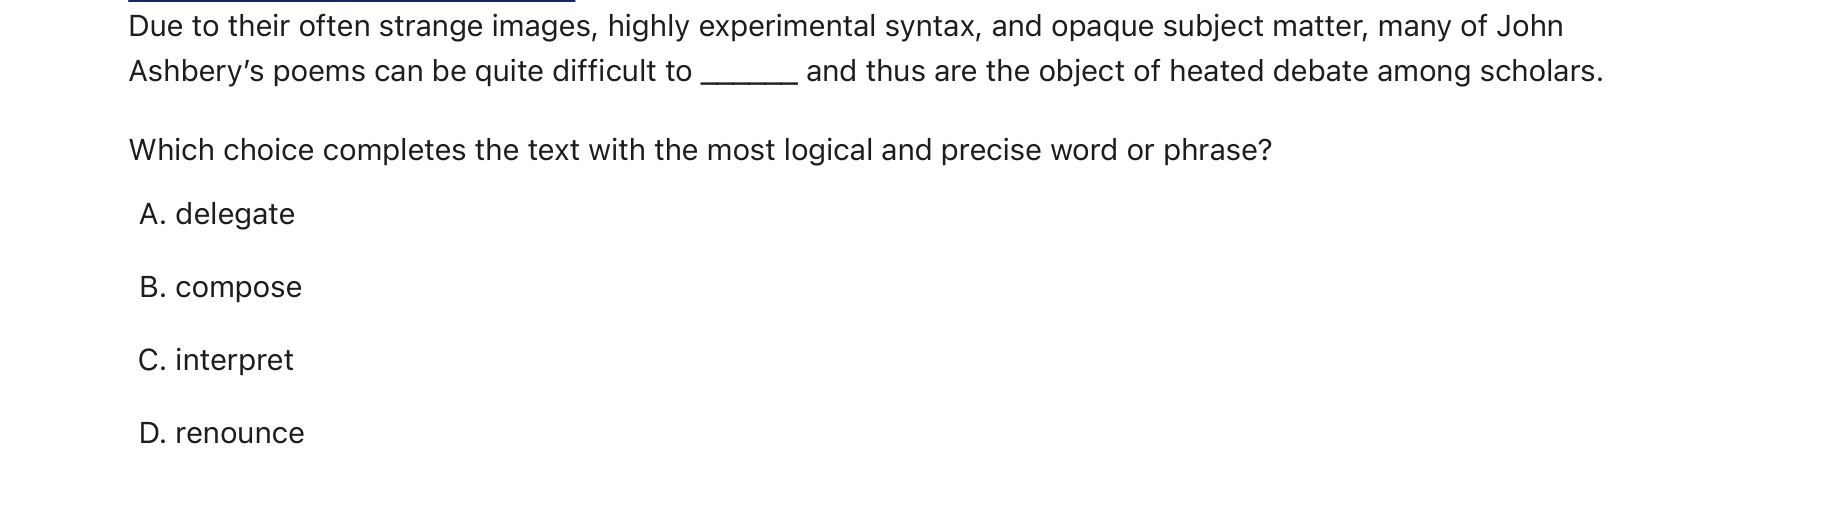 Due to their often strange images, highly experimental syntax, and opaque subject matter, many of John
Ashbery’s poems can be quite difficult to ______ and thus are the object of heated debate among scholars.
Which choice completes the text with the most logical and precise word or phrase?
A. delegate
B. compose
C. interpret
D. renounce